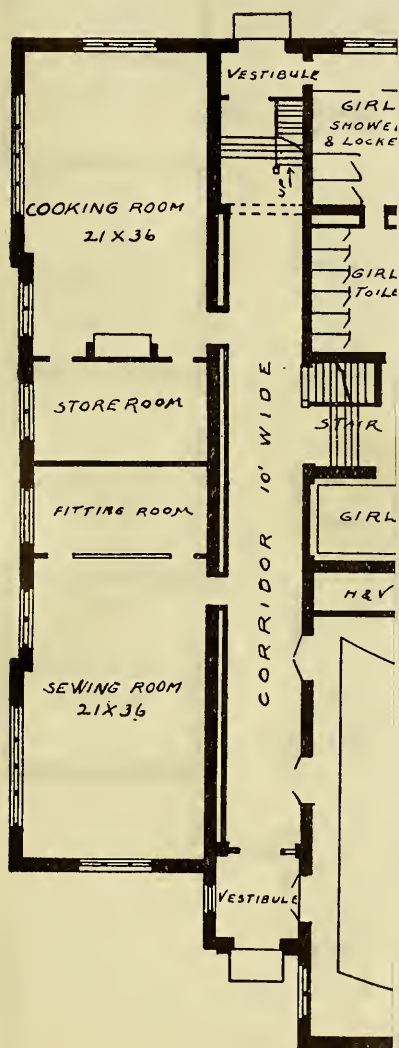 VESTIBULE
GIRL
SHOWE
& LOCKE
UP
COOKING ROOM
21 X 36
GIRL
TOILE
STORE ROOM
STAIR
CORRIDOR 10' WIDE
FITTING ROOM
GIRL
H & V
SEWING ROOM
21 X 36
VESTIBULE